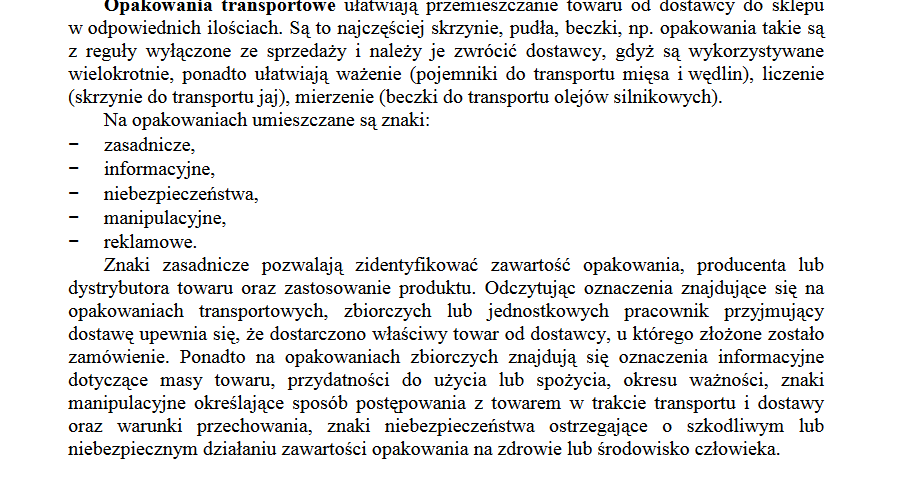 Opakowania transportowe ułatwiają przemieszczanie towaru od dostawcy do sklepu
w odpowiednich ilościach. Są to najczęściej skrzynie, pudła, beczki, np. opakowania takie są
z reguły wyłączone ze sprzedaży i należy je zwrócić dostawcy, gdyż są wykorzystywane
wielokrotnie, ponadto ułatwiają ważenie (pojemniki do transportu mięsa i wędlin), liczenie
(skrzynie do transportu jaj), mierzenie (beczki do transportu olejów silnikowych).
Na opakowaniach umieszczane są znaki:
− zasadnicze,
− informacyjne,
− niebezpieczeństwa,
− manipulacyjne,
− reklamowe.
Znaki zasadnicze pozwalają zidentyfikować zawartość opakowania, producenta lub
dystrybutora towaru oraz zastosowanie produktu. Odczytując oznaczenia znajdujące się na
opakowaniach transportowych, zbiorczych lub jednostkowych pracownik przyjmujący
dostawę upewnia się, że dostarczono właściwy towar od dostawcy, u którego złożone zostało
zamówienie. Ponadto na opakowaniach zbiorczych znajdują się oznaczenia informacyjne
dotyczące masy towaru, przydatności do użycia lub spożycia, okresu ważności, znaki
manipulacyjne określające sposób postępowania z towarem w trakcie transportu i dostawy
oraz warunki przechowania, znaki niebezpieczeństwa ostrzegające o szkodliwym lub
niebezpiecznym działaniu zawartości opakowania na zdrowie lub środowisko człowieka.